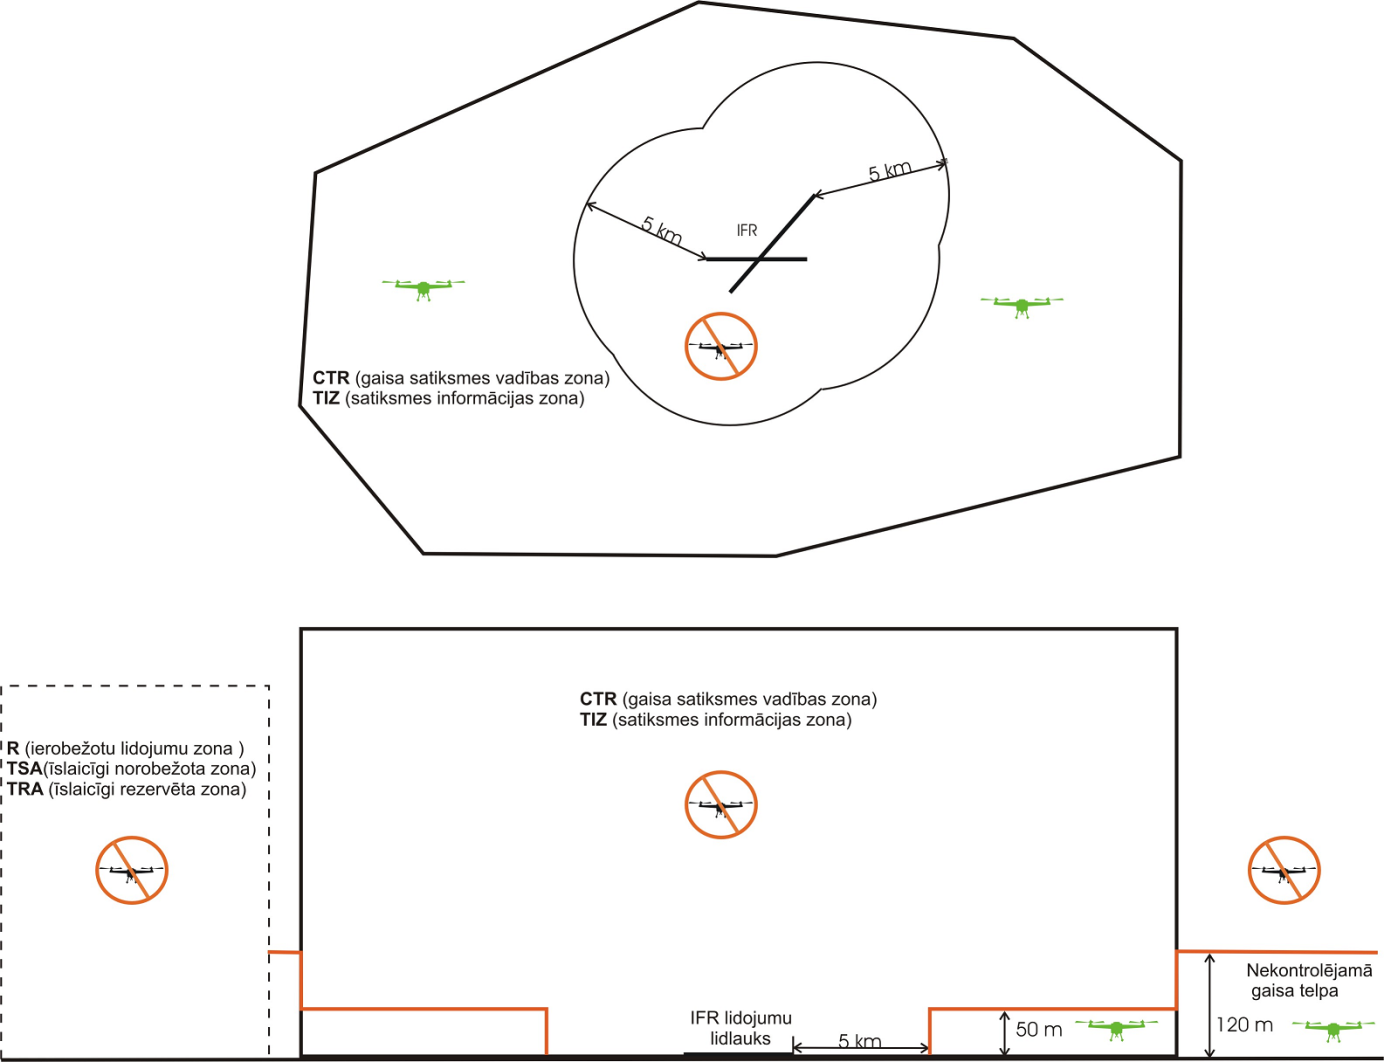 5 km
5 km
IFR
CTR (gaisa satiksmes vadības zona)
TIZ (satiksmes informācijas zona)
CTR (gaisa satiksmes vadības zona)
TIZ (satiksmes informācijas zona)
R (ierobežotu lidojumu zona )
TSA(īslaicīgi norobežota zona)
TRA (īslaicīgi rezervēta zona)
Nekontrolējamā
gaisa telpa
IFR lidojumu
lidlauks
5 km
50 m
120 m